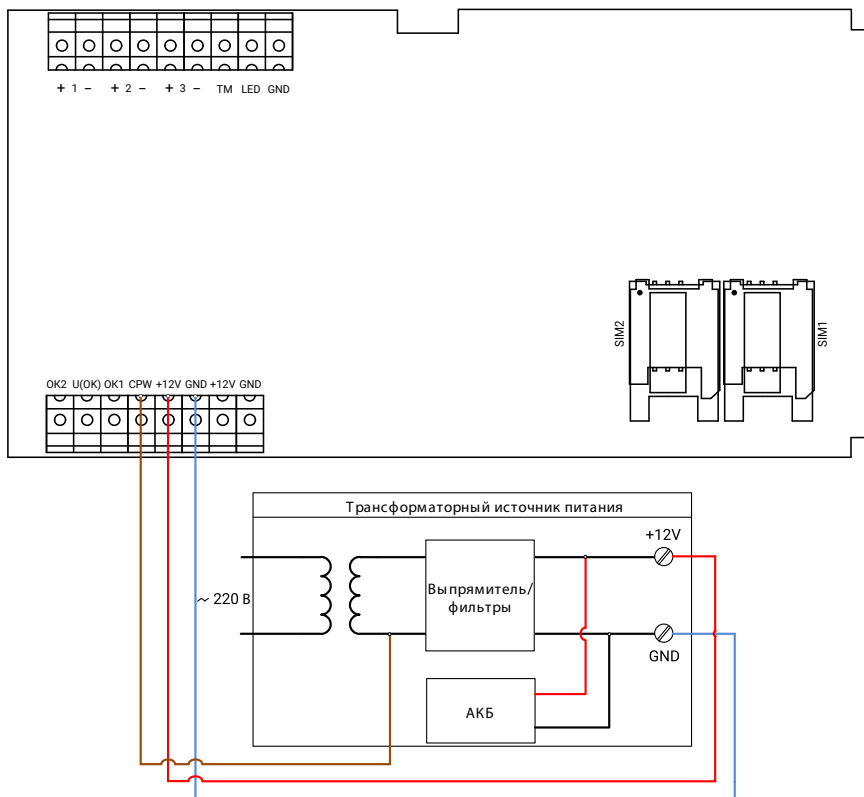 + 1 − + 2 − + 3 − TM LED GND
SIM2
SIM1
OK2 U(OK) OK1 CPW +12V GND +12V GND
Трансформаторный источник питания
+12V
Выпрямитель/
фильтры
~ 220 В
GND
АКБ